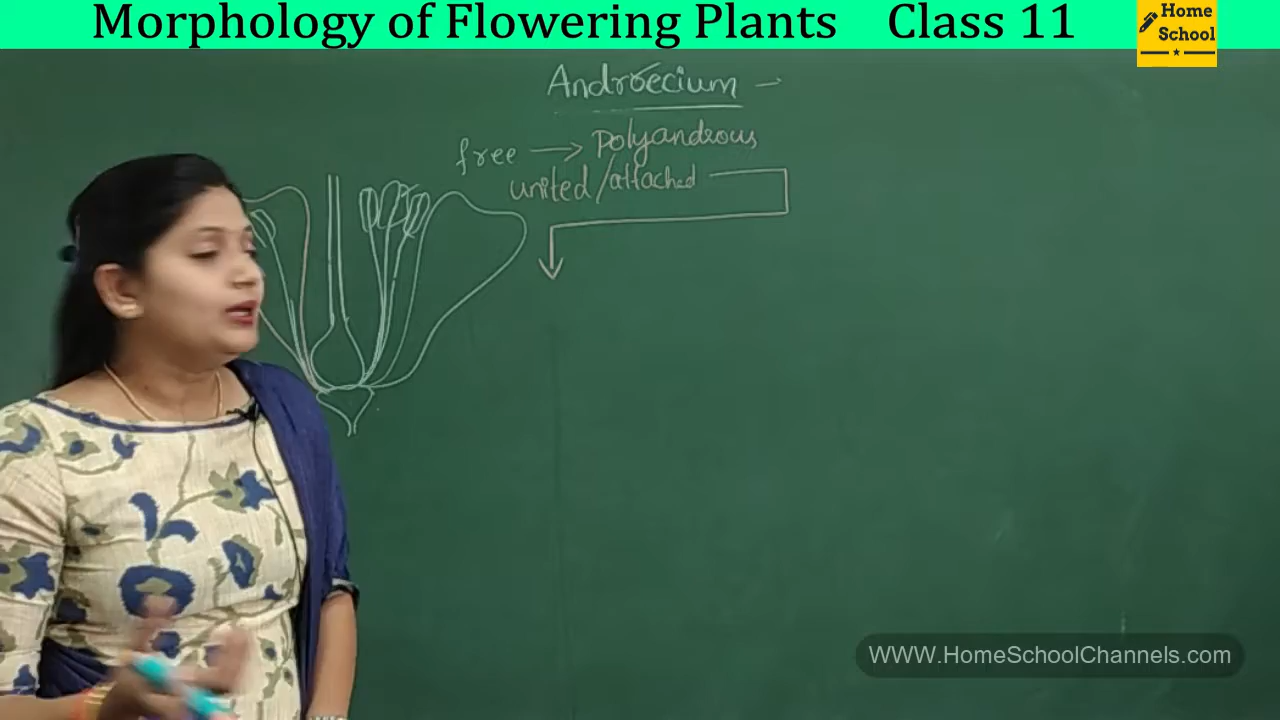 Morphology of Flowering Plants Class 11
Home
School
Androecium →
free → Polyandrous
united/attached
WWW.HomeSchoolChannels.com